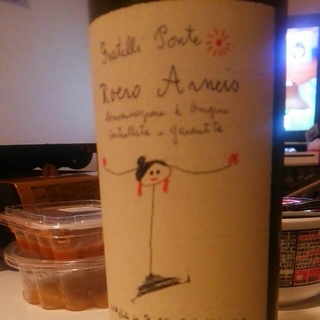 Fratelli Ponte
Roero Arneis
Denominazione di Origine
Controllata e garantita